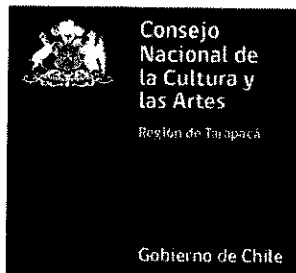 Consejo
Nacional de
la Cultura y
las Artes
Región de Tarapacá
Gobierno de Chile